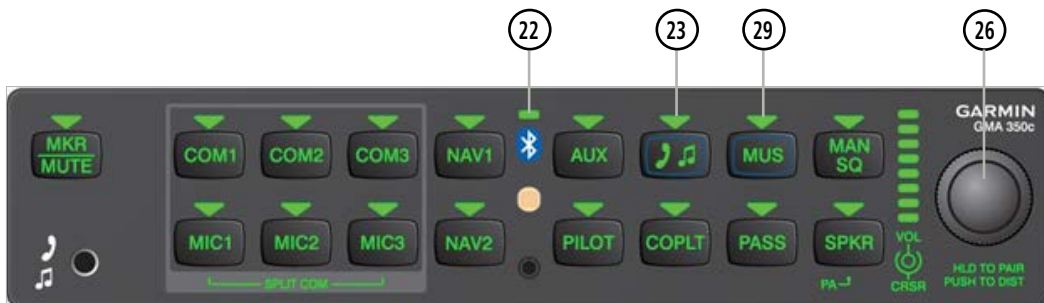 22 23 29 26
GARMIN
GMA 350c
MKR
MUTE
COM1 COM2 COM3 NAV1 AUX MUS MAN
SQ
MIC1 MIC2 MIC3 NAV2 PILOT COPLT PASS SPKR
SPLIT COM
PA
VOL
CRSR
HLD TO PAIR
PUSH TO DIST